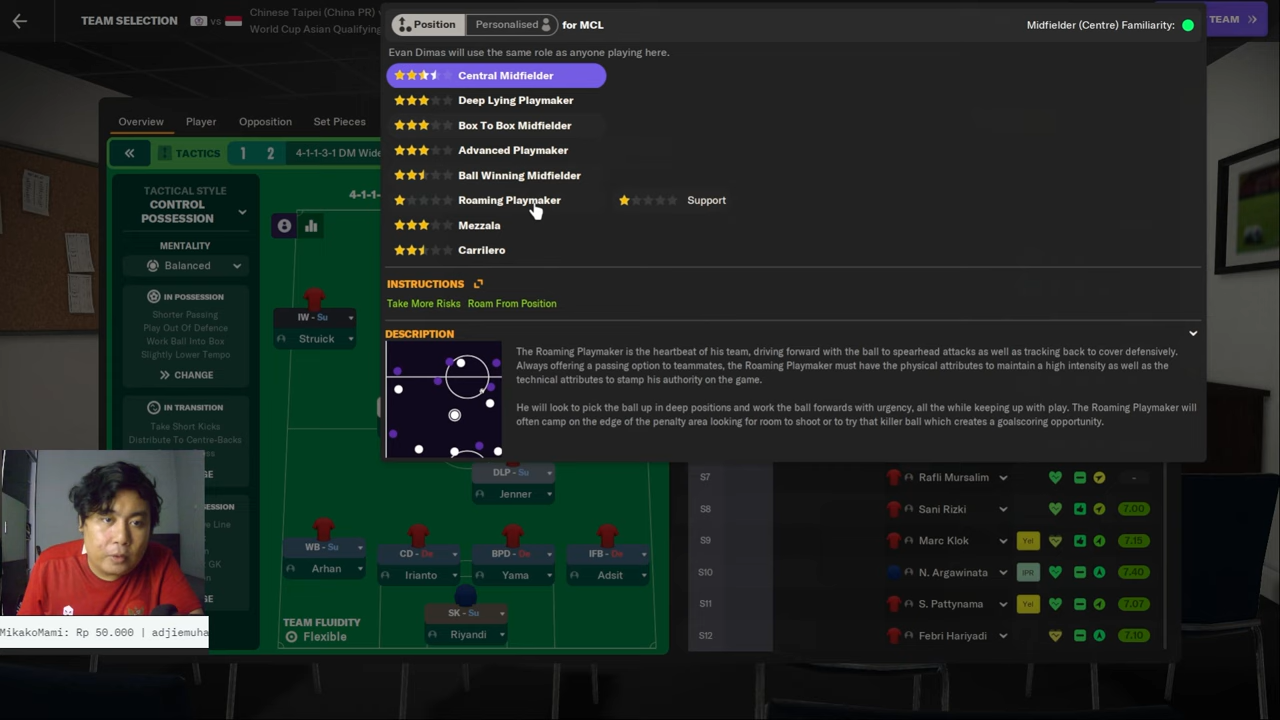 TEAM SELECTION
vs
Chinese Taipei (China PR)
World Cup Asian Qualifying
Position
Personalised
for MCL
Midfielder (Centre) Familiarity:
TEAM
Evan Dimas will use the same role as anyone playing here.
Central Midfielder
Deep Lying Playmaker
Box To Box Midfielder
Advanced Playmaker
Ball Winning Midfielder
Roaming Playmaker
Support
Mezzala
Carrilero
INSTRUCTIONS
Take More Risks Roam From Position
DESCRIPTION
The Roaming Playmaker is the heartbeat of his team, driving forward with the ball to spearhead attacks as well as tracking back to cover defensively.
Always offering a passing option to teammates, the Roaming Playmaker must have the physical attributes to maintain a high intensity as well as the
technical attributes to stamp his authority on the game.
He will look to pick the ball up in deep positions and work the ball forwards with urgency, all the while keeping up with play. The Roaming Playmaker will
often camp on the edge of the penalty area looking for room to shoot or to try that killer ball which creates a goalscoring opportunity.
Overview
Player
Opposition
Set Pieces
TACTICS
1
2
4-1-1-3-1 DM Wide
TACTICAL STYLE
CONTROL
POSSESSION
MENTALITY
Balanced
IN POSSESSION
Shorter Passing
Play Out Of Defence
Work Ball Into Box
Slightly Lower Tempo
CHANGE
IN TRANSITION
Take Short Kicks
Distribute To Centre-Backs
4-1-1-
IW - Su
Struick
DLP - Su
Jenner
WB - Su
Arhan
CD - De
Irianto
BPD - De
Yama
IFB - De
Adsit
SK - Su
Riyandi
TEAM FLUIDITY
Flexible
S7
Rafli Mursalim
-
S8
Sani Rizki
7.00
S9
Marc Klok
Yel
7.15
S10
N. Argawinata
IPR
7.40
S11
S. Pattynama
Yel
7.07
S12
Febri Hariyadi
7.10
MikakoMami: Rp 50.000 | adjiemuha